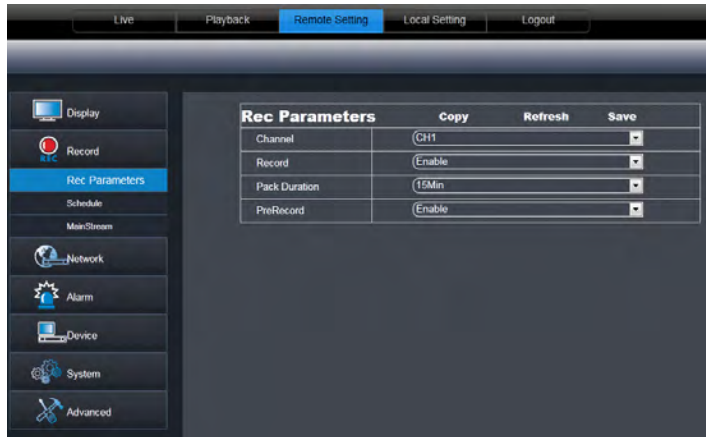 Live Playback Remote Setting Local Setting Logout
Display
REC
Record
Rec Parameters
Schedule
MainStream
Network
Alarm
Device
System
Advanced
Rec Parameters Copy Refresh Save
Channel CH1
Record Enable
Pack Duration 15Min
PreRecord Enable